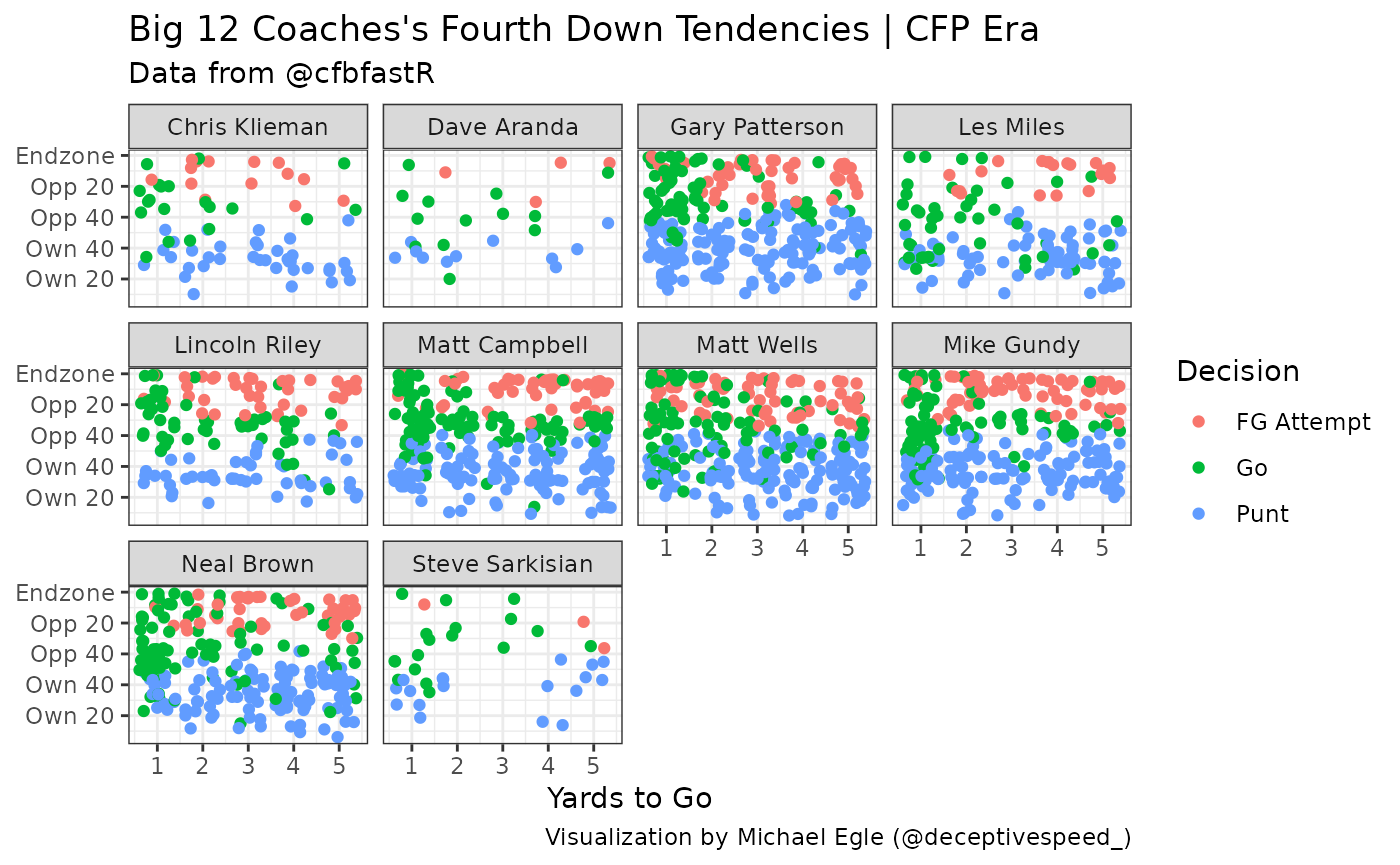 Big 12 Coaches's Fourth Down Tendencies | CFP Era
Data from @cfbfastR
Chris Klieman
Dave Aranda
Gary Patterson
Les Miles
Endzone
Opp 20
Opp 40
Own 40
Own 20
Lincoln Riley
Matt Campbell
Matt Wells
Mike Gundy
Endzone
Opp 20
Opp 40
Own 40
Own 20
1 2 3 4 5
1 2 3 4 5
Neal Brown
Steve Sarkisian
Endzone
Opp 20
Opp 40
Own 40
Own 20
1 2 3 4 5
1 2 3 4 5
Yards to Go
Visualization by Michael Egle (@deceptivespeed_)
Decision
FG Attempt
Go
Punt